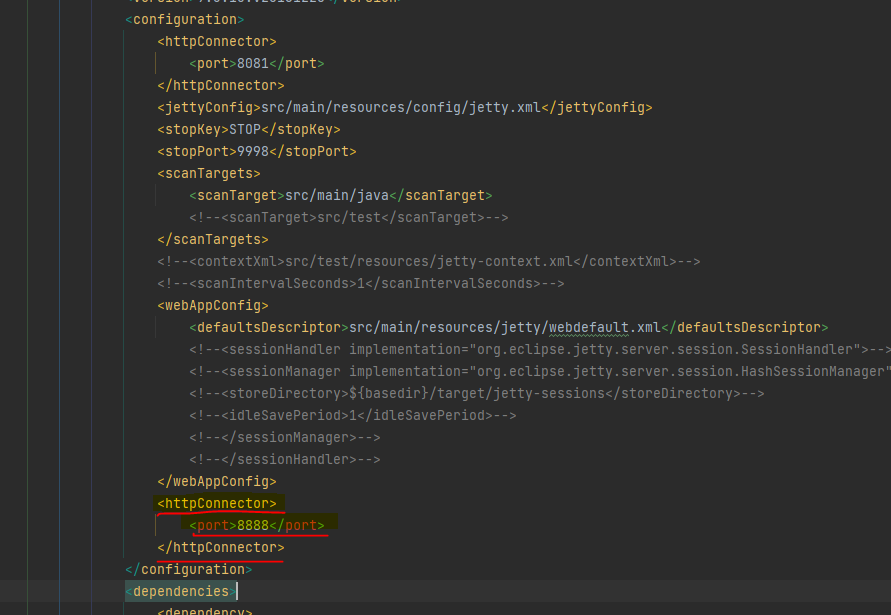 <configuration>
<httpConnector>
<port>8081</port>
</httpConnector>
<jettyConfig>src/main/resources/config/jetty.xml</jettyConfig>
<stopKey>STOP</stopKey>
<stopPort>9998</stopPort>
<scanTargets>
<scanTarget>src/main/java</scanTarget>
<!--<scanTarget>src/test</scanTarget>-->
</scanTargets>
<!--<contextXml>src/test/resources/jetty-context.xml</contextXml>-->
<!--<scanIntervalSeconds>1</scanIntervalSeconds>-->
<webAppConfig>
<defaultsDescriptor>src/main/resources/jetty/webdefault.xml</defaultsDescriptor>
<!--<sessionHandler implementation="org.eclipse.jetty.server.session.SessionHandler">-->
<!--<sessionManager implementation="org.eclipse.jetty.server.session.HashSessionManager"
<!--<storeDirectory>${basedir}/target/jetty-sessions</storeDirectory>-->
<!--<idleSavePeriod>1</idleSavePeriod>-->
<!--</sessionManager>-->
<!--</sessionHandler>-->
</webAppConfig>
<httpConnector>
<port>8888</port>
</httpConnector>
</configuration>
<dependencies>
<dependency>